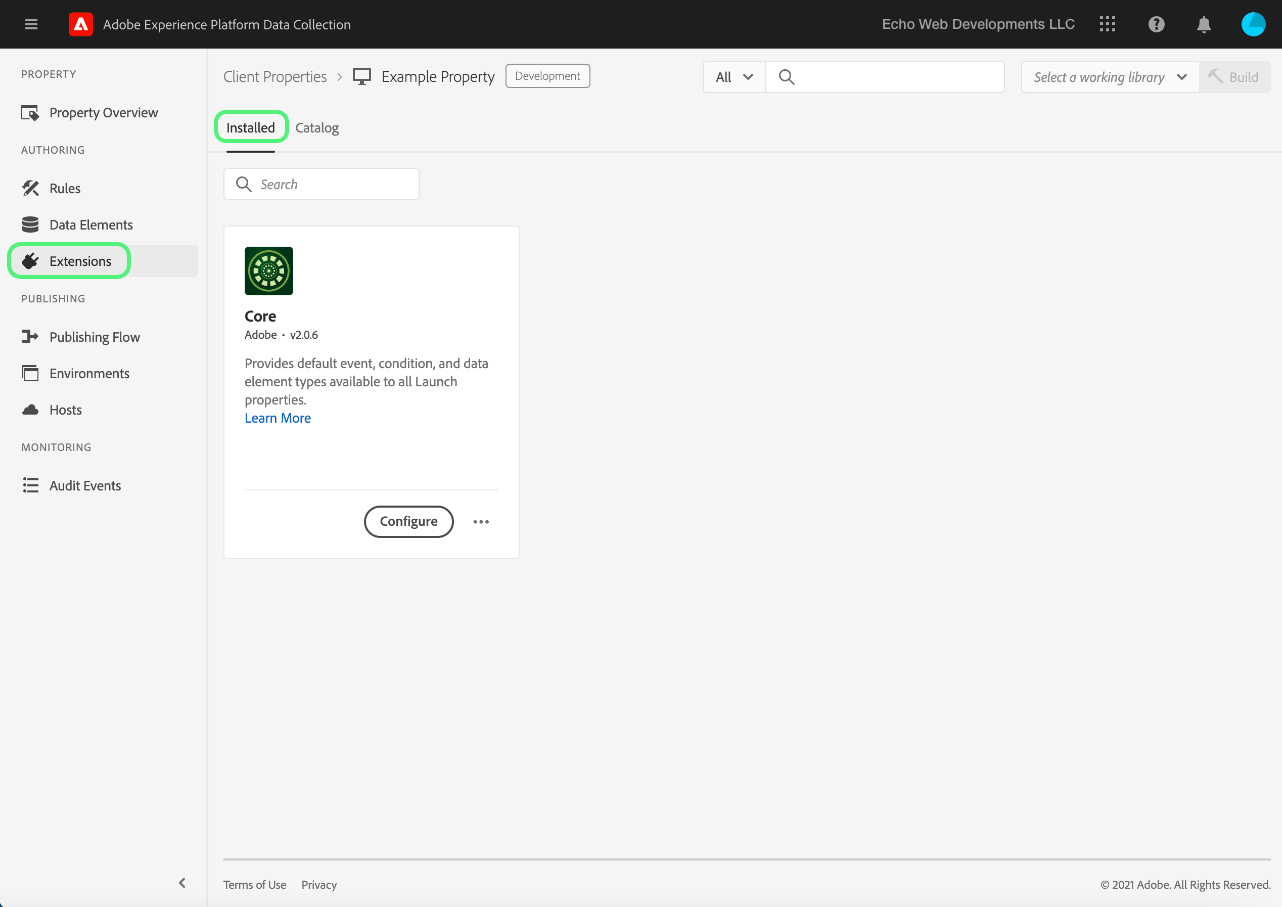 Adobe Experience Platform Data Collection
Echo Web Developments LLC
PROPERTY
Property Overview
AUTHORING
Rules
Data Elements
Extensions
PUBLISHING
Publishing Flow
Environments
Hosts
MONITORING
Audit Events
Client Properties > Example Property Development
All
Select a working library
Build
Installed Catalog
Search
Core
Adobe • v2.0.6
Provides default event, condition, and data
element types available to all Launch
properties.
Learn More
Configure
Terms of Use Privacy
© 2021 Adobe. All Rights Reserved.